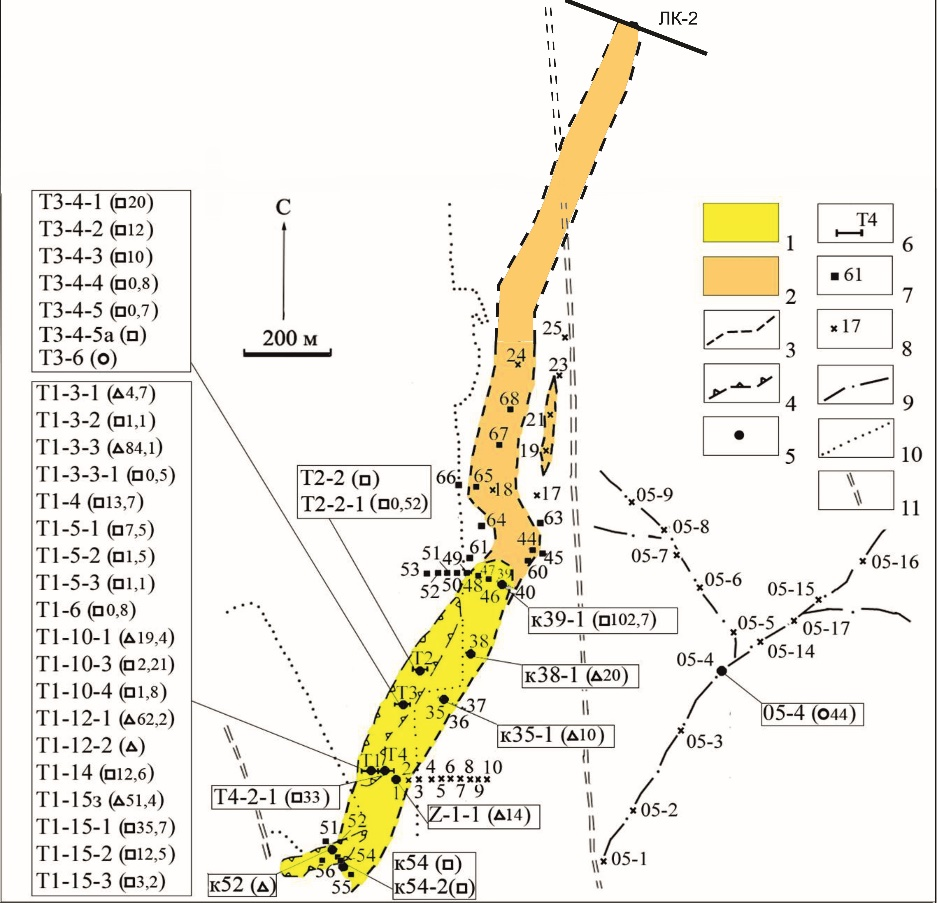 ЛК-2
Т3-4-1 (□20)
Т3-4-2 (□12)
Т3-4-3 (□10)
Т3-4-4 (□0,8)
Т3-4-5 (□0,7)
Т3-4-5а (□)
Т3-6 (○)
Т1-3-1 (△4,7)
Т1-3-2 (□1,1)
Т1-3-3 (△84,1)
Т1-3-3-1 (□0,5)
Т1-4 (□13,7)
Т1-5-1 (□7,5)
Т1-5-2 (□1,5)
Т1-5-3 (□1,1)
Т1-6 (□0,8)
Т1-10-1 (△19,4)
Т1-10-3 (□2,21)
Т1-10-4 (□1,8)
Т1-12-1 (△62,2)
Т1-12-2 (△)
Т1-14 (□12,6)
Т1-15з (△51,4)
Т1-15-1 (□35,7)
Т1-15-2 (□12,5)
Т1-15-3 (□3,2)
С
200 м
Т2-2 (□)
Т2-2-1 (□0,52)
25
24
23
68
21
67
19
66
65
18
17
64
63
44
45
61
60
53
52
51
50
49
48
47
46
39
40
к39-1 (□102,7)
38
к38-1 (△20)
Т2
Т3
35
37
36
к35-1 (△10)
Т1
Т4
2
4 6 8 10
1
3 5 7 9
Т4-2-1 (□33)
Z-1-1 (△14)
52
51
54
56
55
к52 (△)
к54 (□)
к54-2(□)
1
2
3
4
5
Т4
6
61
7
17
8
9
10
11
05-9
05-8
05-7
05-6
05-5
05-16
05-15
05-17
05-14
05-4
05-4 (○44)
05-3
05-2
05-1